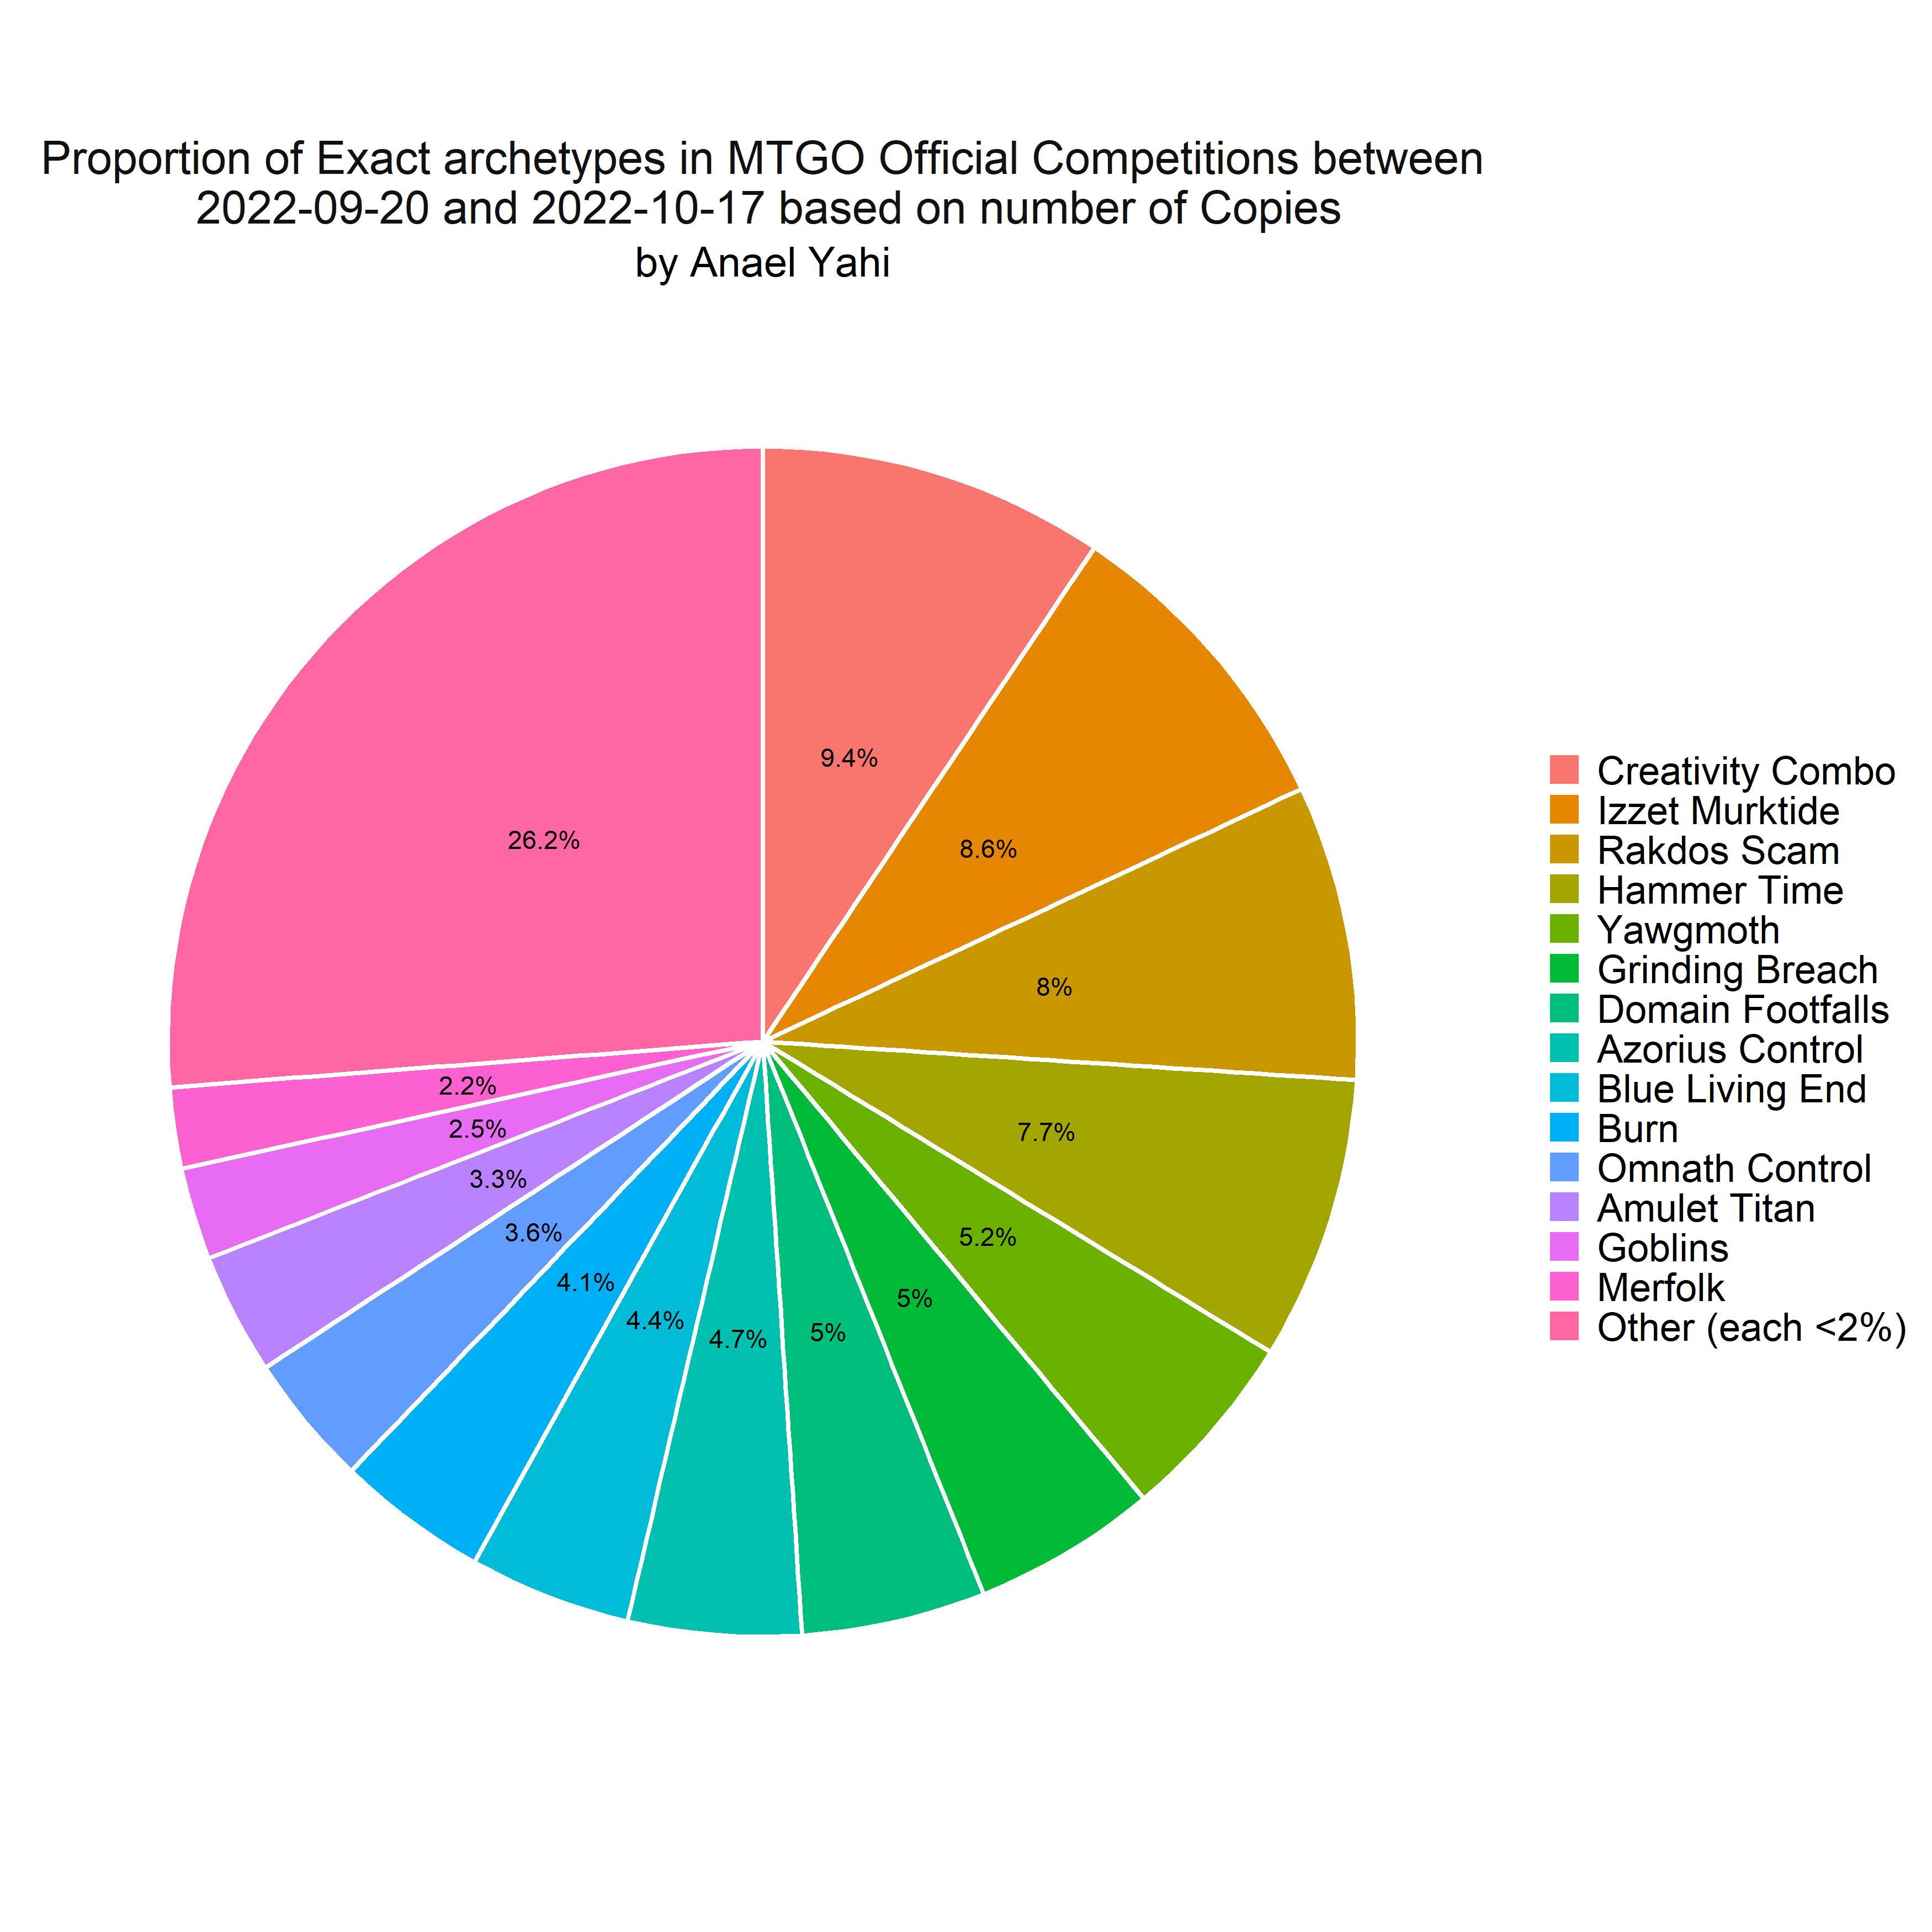 Proportion of Exact archetypes in MTGO Official Competitions between
2022-09-20 and 2022-10-17 based on number of Copies
by Anael Yahi
9.4%
8.6%
8%
7.7%
5.2%
5%
5%
4.7%
4.4%
4.1%
3.6%
3.3%
2.5%
2.2%
26.2%
Creativity Combo
Izzet Murktide
Rakdos Scam
Hammer Time
Yawgmoth
Grinding Breach
Domain Footfalls
Azorius Control
Blue Living End
Burn
Omnath Control
Amulet Titan
Goblins
Merfolk
Other (each <2%)